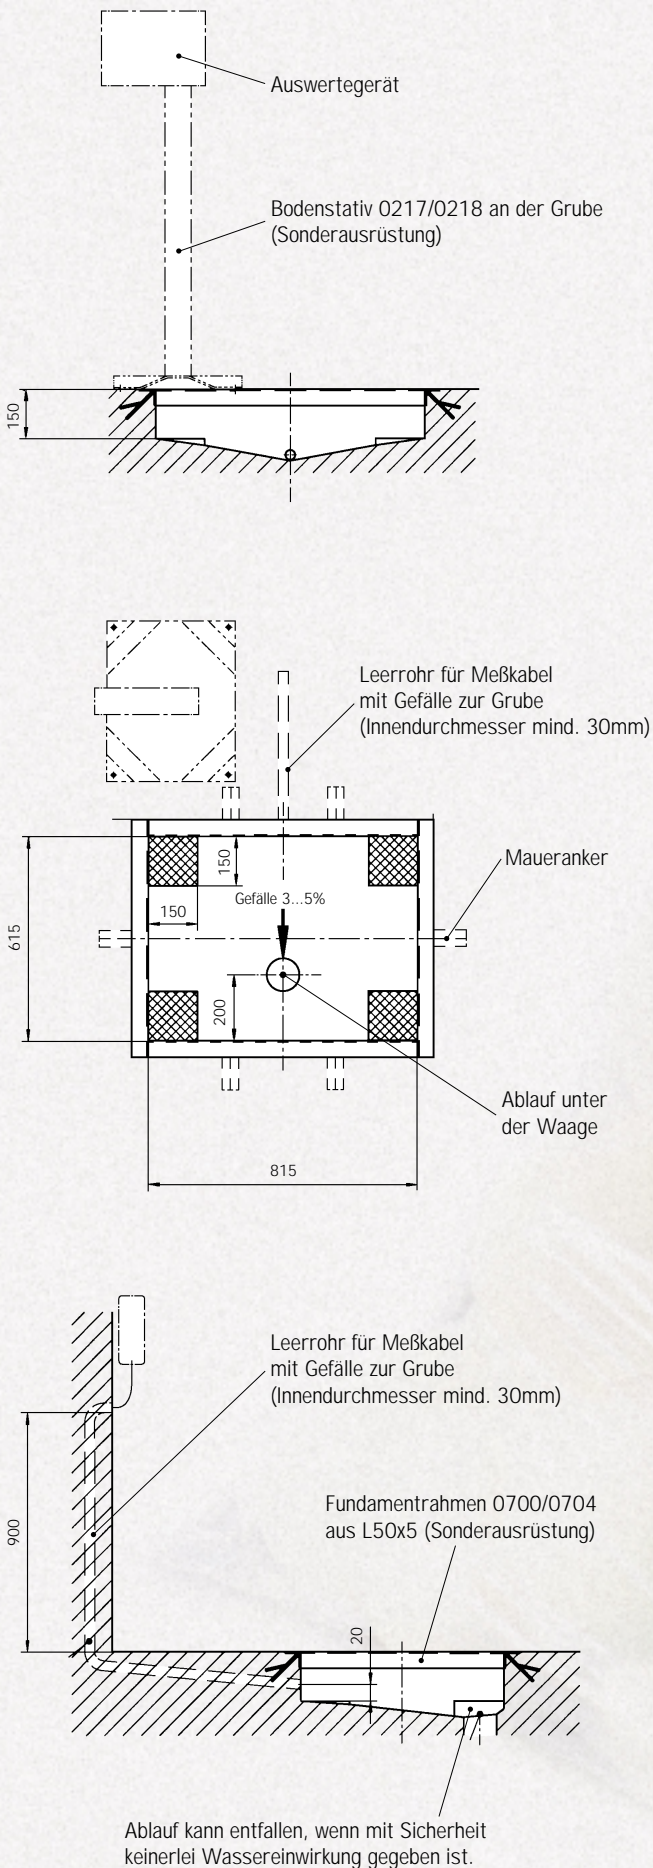 Auswertegerät
Bodenstativ 0217/0218 an der Grube
(Sonderausrüstung)
150
Leerrohr für Meßkabel
mit Gefälle zur Grube
(Innendurchmesser mind. 30mm)
150
Maueranker
Gefälle 3...5%
150
615
200
Ablauf unter
der Waage
815
Leerrohr für Meßkabel
mit Gefälle zur Grube
(Innendurchmesser mind. 30mm)
Fundamentrahmen 0700/0704
aus L50x5 (Sonderausrüstung)
900
20
Ablauf kann entfallen, wenn mit Sicherheit
keinerlei Wassereinwirkung gegeben ist.